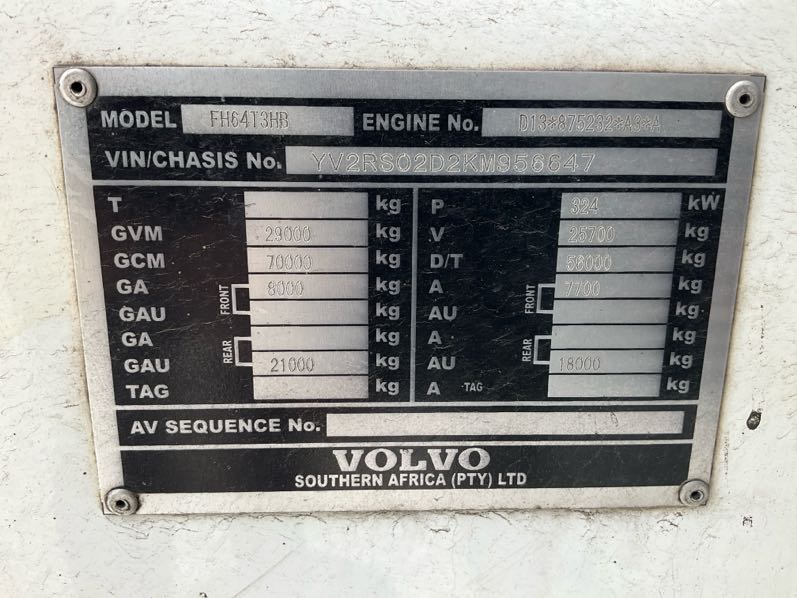 MODEL FH64T3HB ENGINE No. D13*875232*A3*A
VIN/CHASIS No. YV2RS02D2KM956647
T kg P 324 kW
GVM 29000 kg V 25700 kg
GCM 70000 kg D/T 56000 kg
GA 8000 kg A 7700 kg
FRONT FRONT
GAU kg AU kg
GA kg A kg
REAR REAR
GAU 21000 kg AU 18000 kg
TAG kg A TAG kg
AV SEQUENCE No.
VOLVO
SOUTHERN AFRICA (PTY) LTD